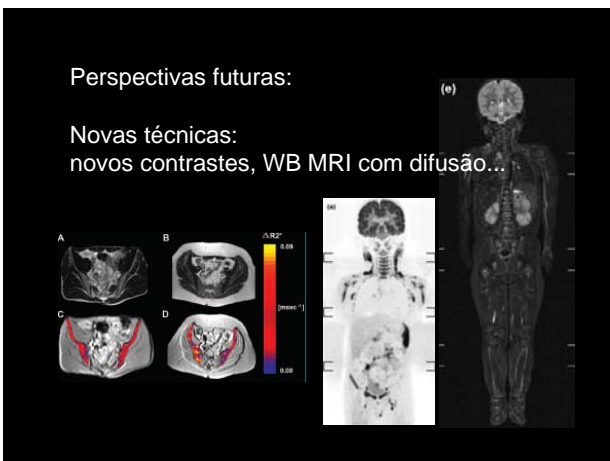 Perspectivas futuras:
Novas técnicas:
novos contrastes, WB MRI com difusão...
(e)
(a)
A
B
C
D
ΔR2*
0.09
[msec⁻¹]
0.00